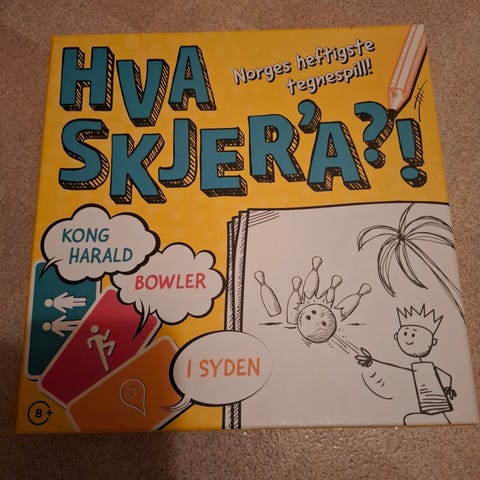 HVA
SKJER'A?!
Norges heftigste
tegnespill!
KONG
HARALD
BOWLER
I SYDEN
8+